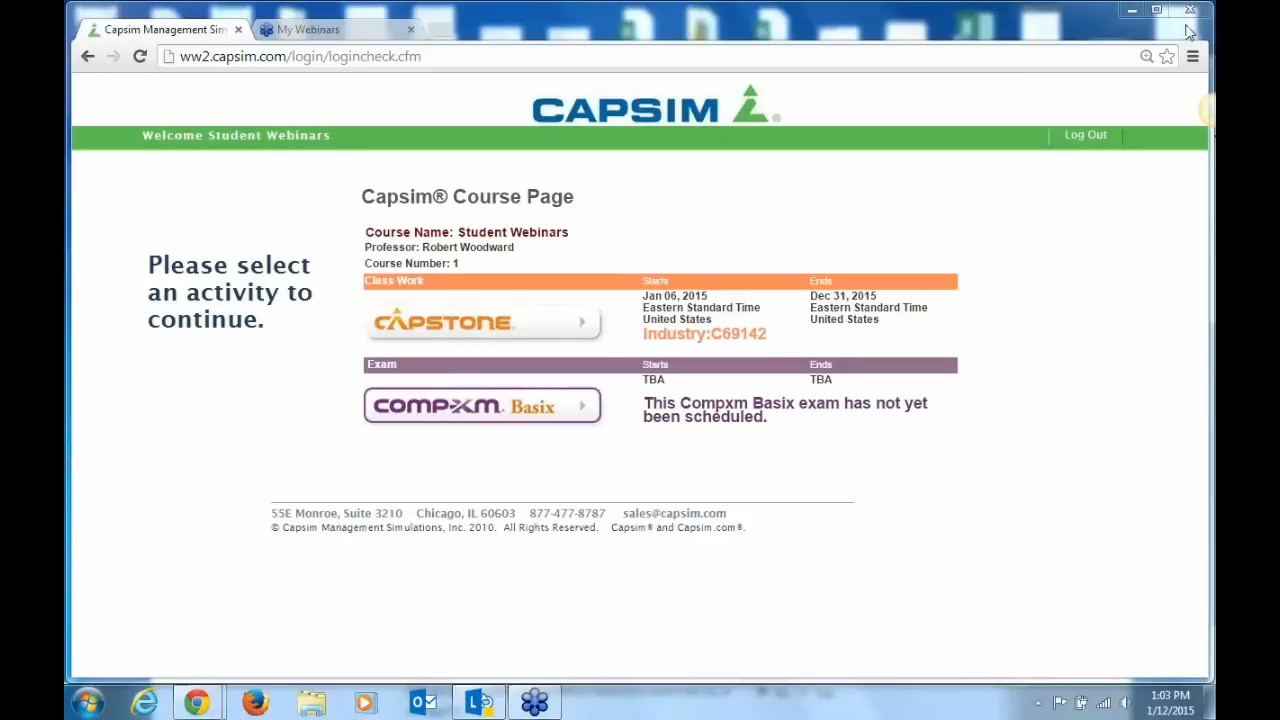 Capsim Management Sim
My Webinars
ww2.capsim.com/login/logincheck.cfm
CAPSIM ®
Welcome Student Webinars
Log Out
Capsim® Course Page
Course Name: Student Webinars
Professor: Robert Woodward
Course Number: 1
Please select
an activity to
continue.
Class Work Starts Ends
CAPSTONE
Jan 06, 2015
Eastern Standard Time
United States
Industry:C69142
Dec 31, 2015
Eastern Standard Time
United States
Exam Starts Ends
TBA TBA
COMP-XM Basix
This Compxm Basix exam has not yet
been scheduled.
55E Monroe, Suite 3210 Chicago, IL 60603 877-477-8787 sales@capsim.com
© Capsim Management Simulations, Inc. 2010. All Rights Reserved. Capsim® and Capsim.com®.
1:03 PM
1/12/2015